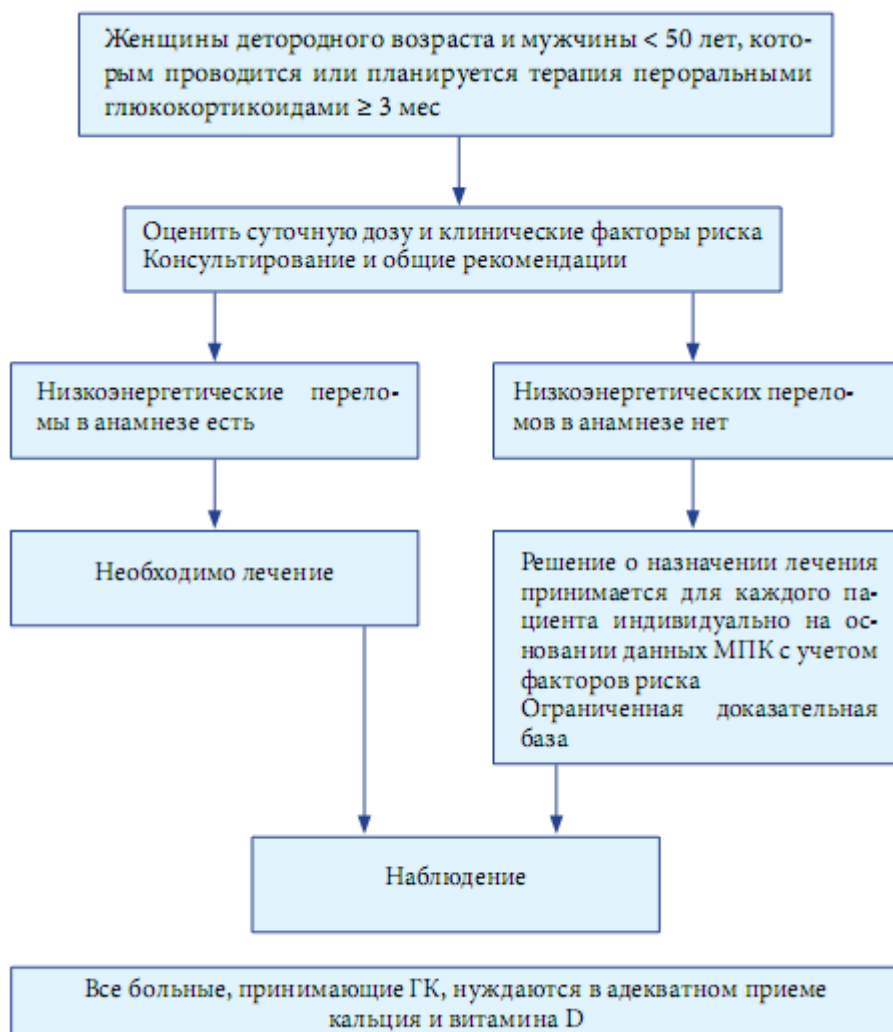 Женщины детородного возраста и мужчины < 50 лет, кото-
рым проводится или планируется терапия пероральными
глюкокортикоидами ≥ 3 мес
Оценить суточную дозу и клинические факторы риска
Консультирование и общие рекомендации
Низкоэнергетические перело-
мы в анамнезе есть
Низкоэнергетических перело-
мов в анамнезе нет
Необходимо лечение
Решение о назначении лечения
принимается для каждого па-
циента индивидуально на ос-
новании данных МПК с учетом
факторов риска
Ограниченная доказательная
база
Наблюдение
Все больные, принимающие ГК, нуждаются в адекватном приеме
кальция и витамина D